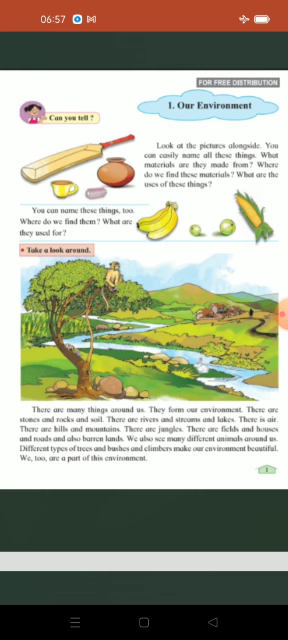 06:57
FOR FREE DISTRIBUTION
1. Our Environment
Can you tell ?
Look at the pictures alongside. You
can easily name all these things. What
materials are they made from? Where
do we find these materials? What are the
uses of these things?
You can name these things, too.
Where do we find them? What are
they used for?
• Take a look around.
There are many things around us. They form our environment. There are
stones and rocks and soil. There are rivers and streams and lakes. There is air.
There are hills and mountains. There are jungles. There are fields and houses
and roads and also barren lands. We also see many different animals around us.
Different types of trees and bushes and climbers make our environment beautiful.
We, too, are a part of this environment.
1